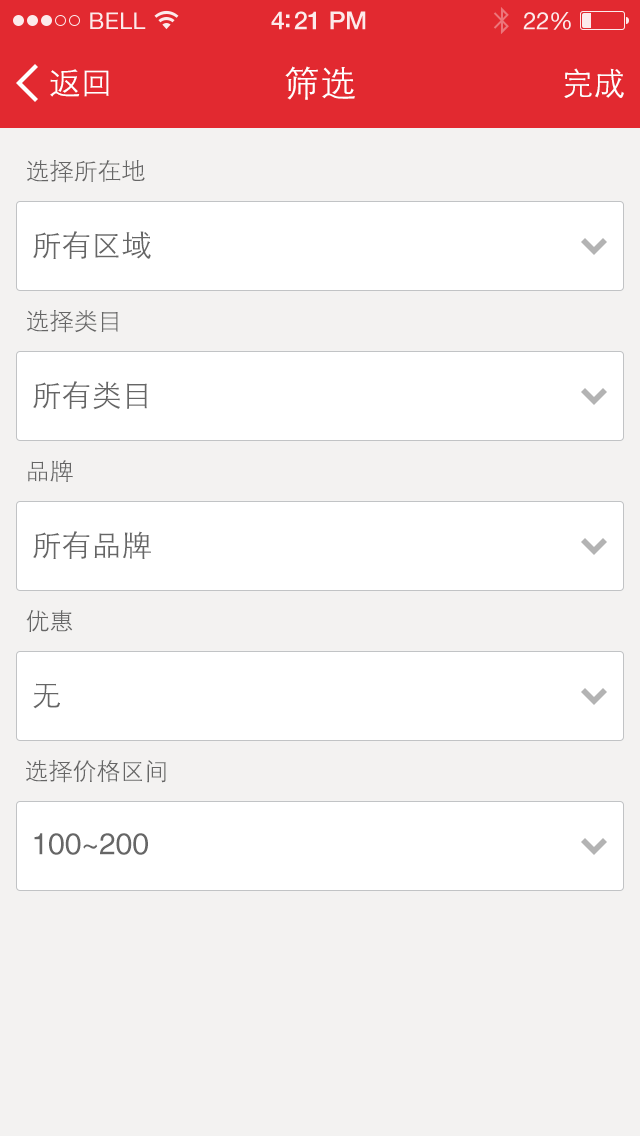 BELL 4:21 PM 22%
返回 筛选 完成
选择所在地
所有区域
选择类目
所有类目
品牌
所有品牌
优惠
无
选择价格区间
100~200